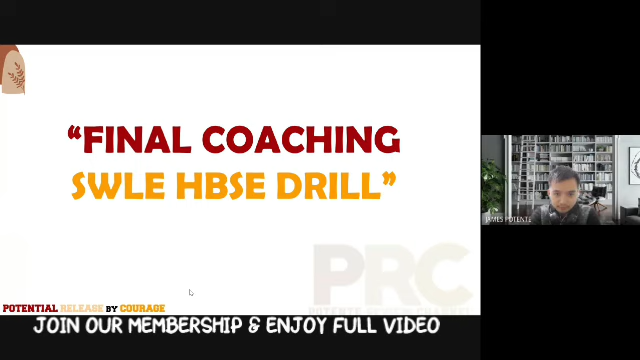 “FINAL COACHING
SWLE HBSE DRILL”
JAMES POTENTE
PRC
POTENTIAL RELEASE BY COURAGE
JOIN OUR MEMBERSHIP & ENJOY FULL VIDEO